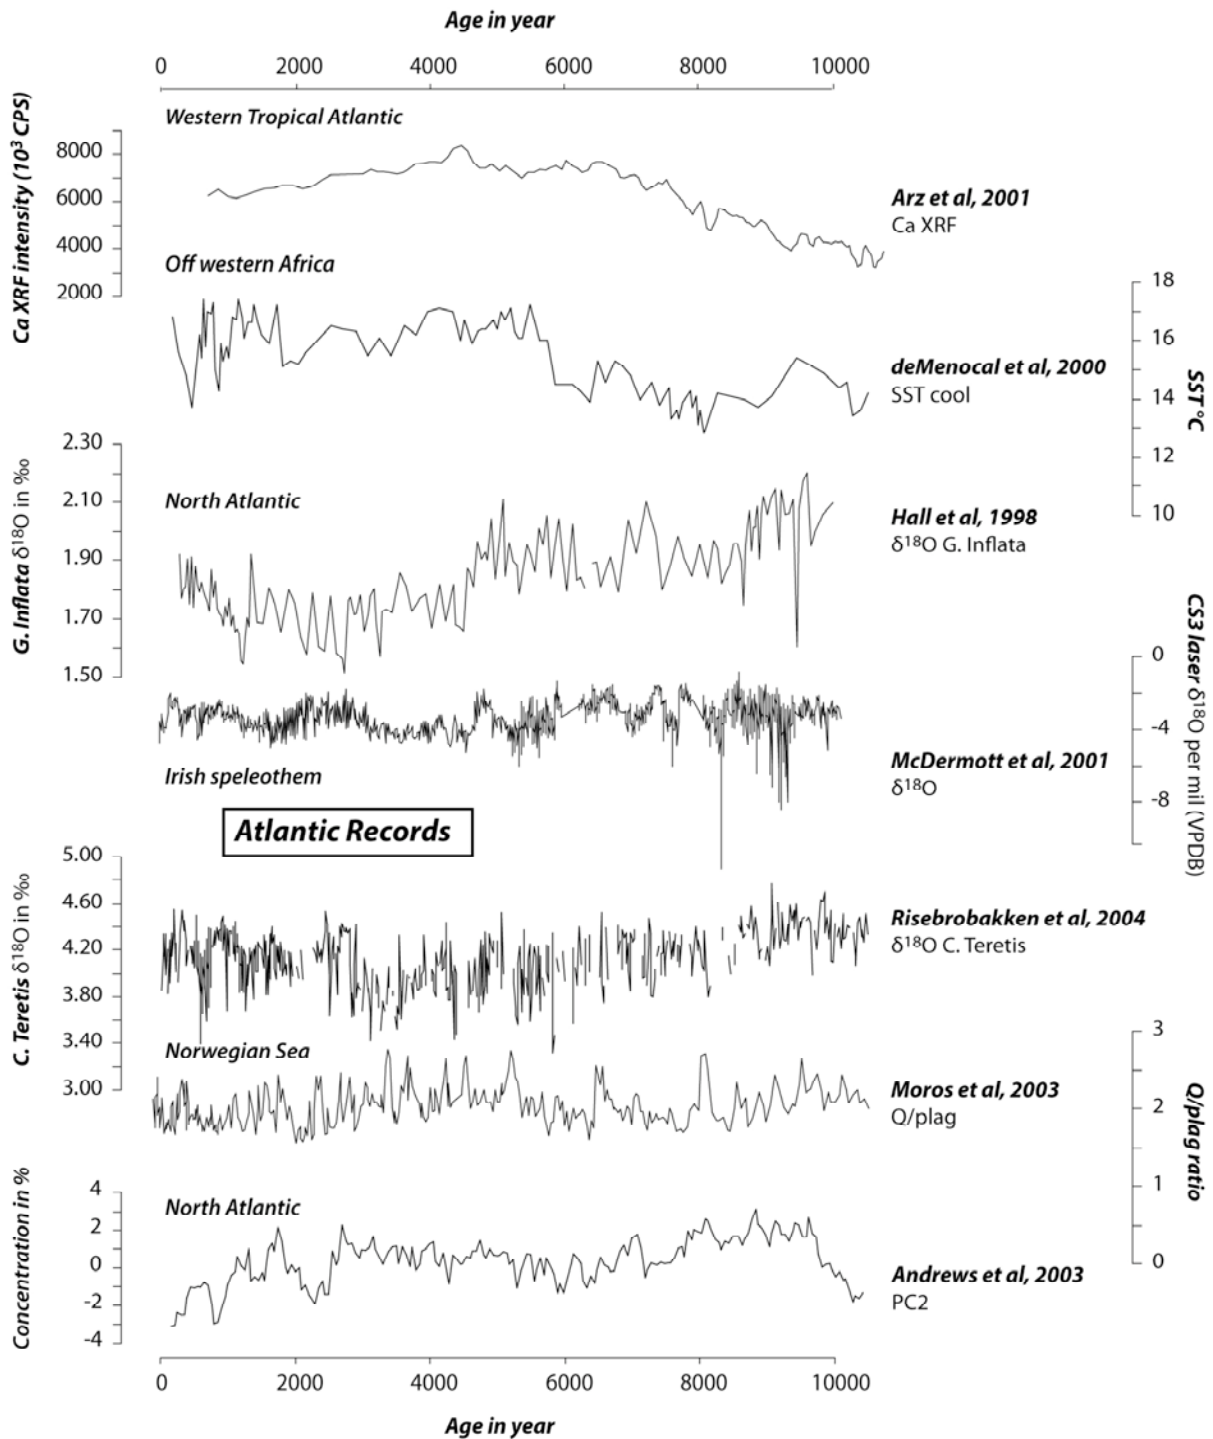 Age in year
0 2000 4000 6000 8000 10000
Western Tropical Atlantic
Ca XRF intensity (10³ CPS)
8000
6000
4000
2000
Arz et al, 2001
Ca XRF
Off western Africa
18
16
14
12
10
SST°C
deMenocal et al, 2000
SST cool
G. Inflata δ¹⁸O in ‰
2.30
2.10
1.90
1.70
1.50
North Atlantic
Hall et al, 1998
δ¹⁸O G. Inflata
CS3 laser δ¹⁸O per mil (VPDB)
0
-4
-8
McDermott et al, 2001
δ¹⁸O
Irish speleothem
Atlantic Records
C. Teretis δ¹⁸O in ‰
5.00
4.60
4.20
3.80
3.40
3.00
Risebrobakken et al, 2004
δ¹⁸O C. Teretis
Norwegian Sea
3
2
1
0
Q/plag ratio
Moros et al, 2003
Q/plag
Concentration in %
4
2
0
-2
-4
North Atlantic
Andrews et al, 2003
PC2
0 2000 4000 6000 8000 10000
Age in year